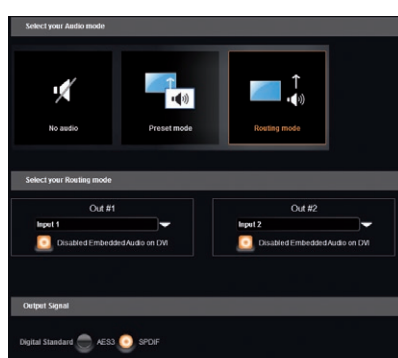 Select your Audio mode
No audio
Preset mode
Routing mode
Select your Routing mode
Out #1
Out #2
Input 1
Input 2
Disabled Embedded Audio on DVI
Disabled Embedded Audio on DVI
Output Signal
Digital Standard AES3 SPDIF